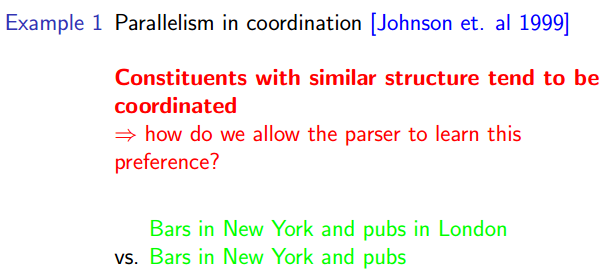 Example 1 Parallelism in coordination [Johnson et. al 1999]
Constituents with similar structure tend to be
coordinated
⇒ how do we allow the parser to learn this
preference?
Bars in New York and pubs in London
vs. Bars in New York and pubs